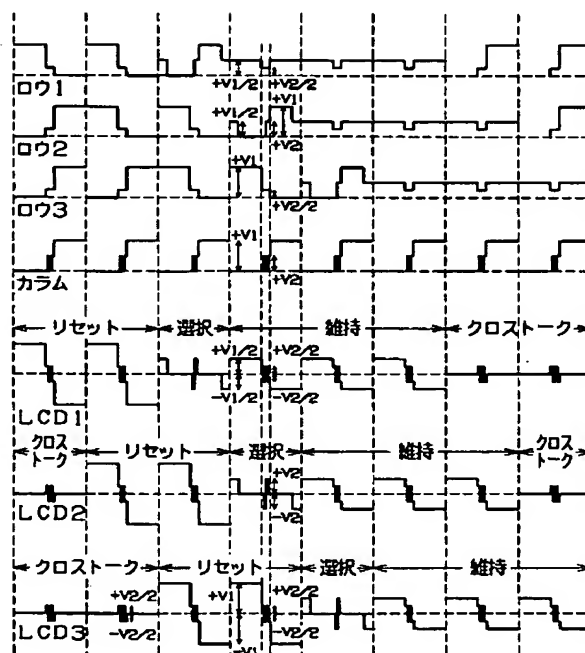 ロウ1
+V1/2
+V2/2
+V1/2
+V1
ロウ2
+V2
+V1
ロウ3
+V2/2
+V1
カラム
+V2
リセット
選択
維持
クロストーク
+V1/2
+V2/2
LCD1
-V1/2
-V2/2
クロス
トーク
リセット
選択
維持
クロス
トーク
+V2
LCD2
-V2
クロストーク
リセット
選択
維持
+V2/2
+V1
+V2/2
LCD3
-V2/2
-V1
-V2/2